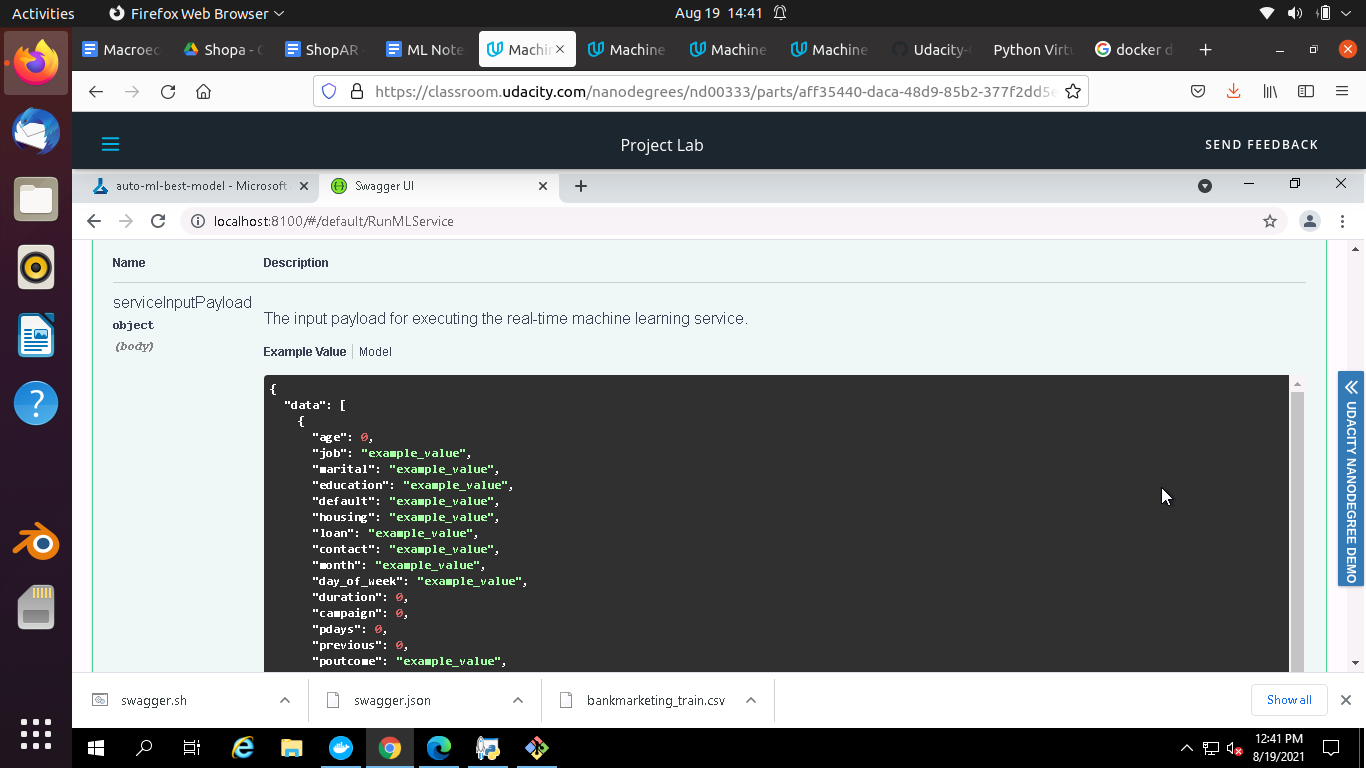 Activities Firefox Web Browser Aug 19 14:41
Macroec Shopa - G ShopAR ML Note Machin Machine Machine Machine Udacity- Python Virtu docker d
https://classroom.udacity.com/nanodegrees/nd00333/parts/aff35440-daca-48d9-85b2-377f2dd5e
Project Lab SEND FEEDBACK
auto-ml-best-model - Microsoft Swagger UI
localhost:8100/#/default/RunMLService
Name Description
serviceInputPayload
object
(body)
The input payload for executing the real-time machine learning service.
Example Value Model
{
"data": [
{
"age": 0,
"job": "example_value",
"marital": "example_value",
"education": "example_value",
"default": "example_value",
"housing": "example_value",
"loan": "example_value",
"contact": "example_value",
"month": "example_value",
"day_of_week": "example_value",
"duration": 0,
"campaign": 0,
"pdays": 0,
"previous": 0,
"poutcome": "example_value",
UDACITY NANODEGREE DEMO
swagger.sh swagger.json bankmarketing_train.csv Show all
12:41 PM
8/19/2021